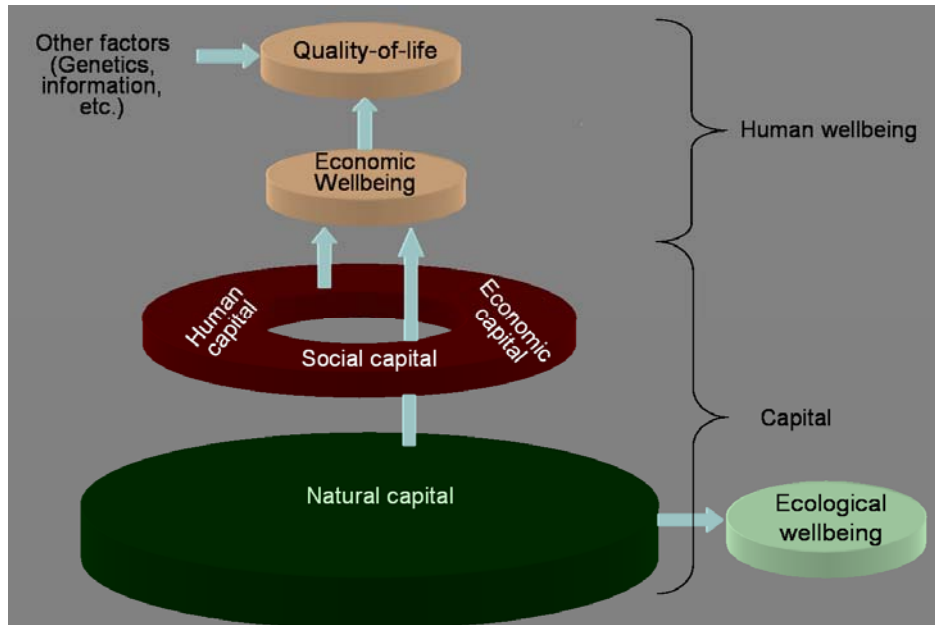 Other factors
(Genetics,
information,
etc.)
Quality-of-life
Human wellbeing
Economic
Wellbeing
Human
capital
Social capital
Economic
capital
Capital
Natural capital
Ecological
wellbeing